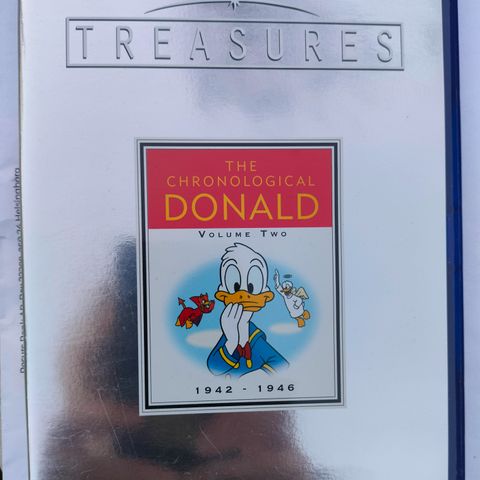 TREASURES
THE
CHRONOLOGICAL
DONALD
VOLUME TWO
1942 - 1946